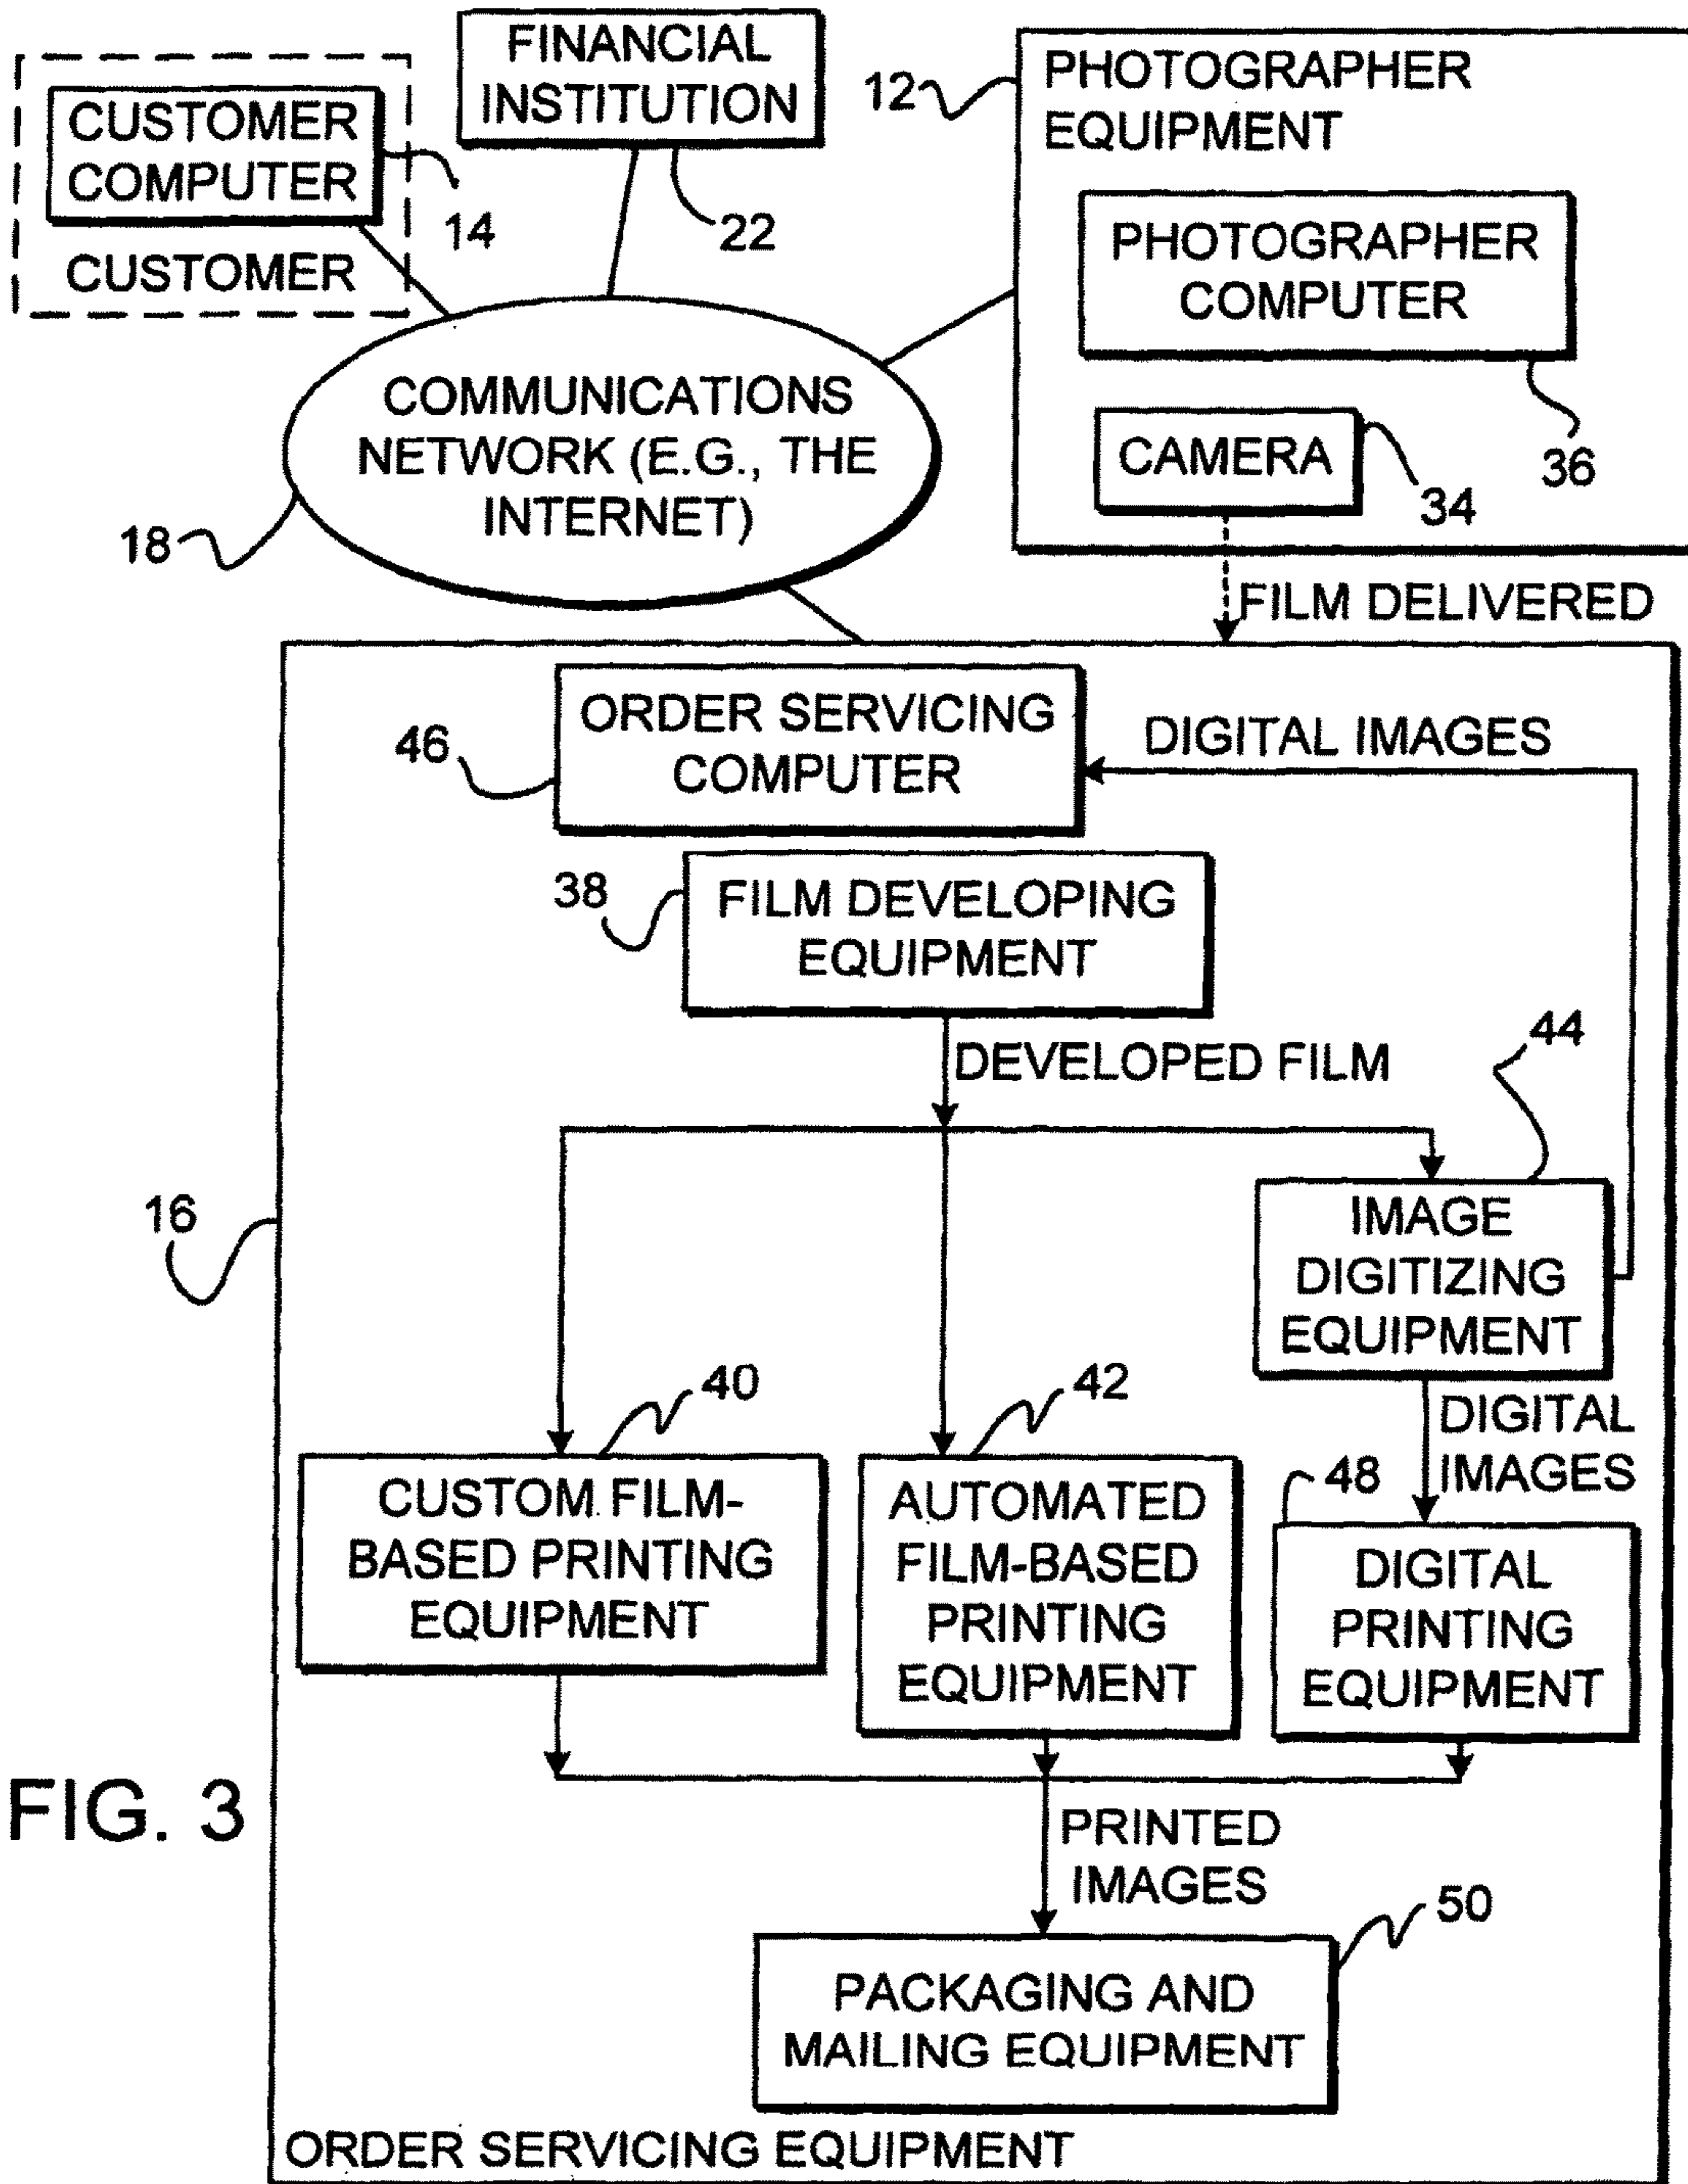 FINANCIAL
INSTITUTION
22
CUSTOMER
COMPUTER
14
CUSTOMER
12
PHOTOGRAPHER
EQUIPMENT
PHOTOGRAPHER
COMPUTER
36
CAMERA
34
COMMUNICATIONS
NETWORK (E.G., THE
INTERNET)
18
FILM DELIVERED
ORDER SERVICING
COMPUTER
46
DIGITAL IMAGES
38
FILM DEVELOPING
EQUIPMENT
DEVELOPED FILM
44
16
IMAGE
DIGITIZING
EQUIPMENT
40
42
DIGITAL
IMAGES
48
CUSTOM FILM-
BASED PRINTING
EQUIPMENT
AUTOMATED
FILM-BASED
PRINTING
EQUIPMENT
DIGITAL
PRINTING
EQUIPMENT
FIG. 3
PRINTED
IMAGES
50
PACKAGING AND
MAILING EQUIPMENT
ORDER SERVICING EQUIPMENT